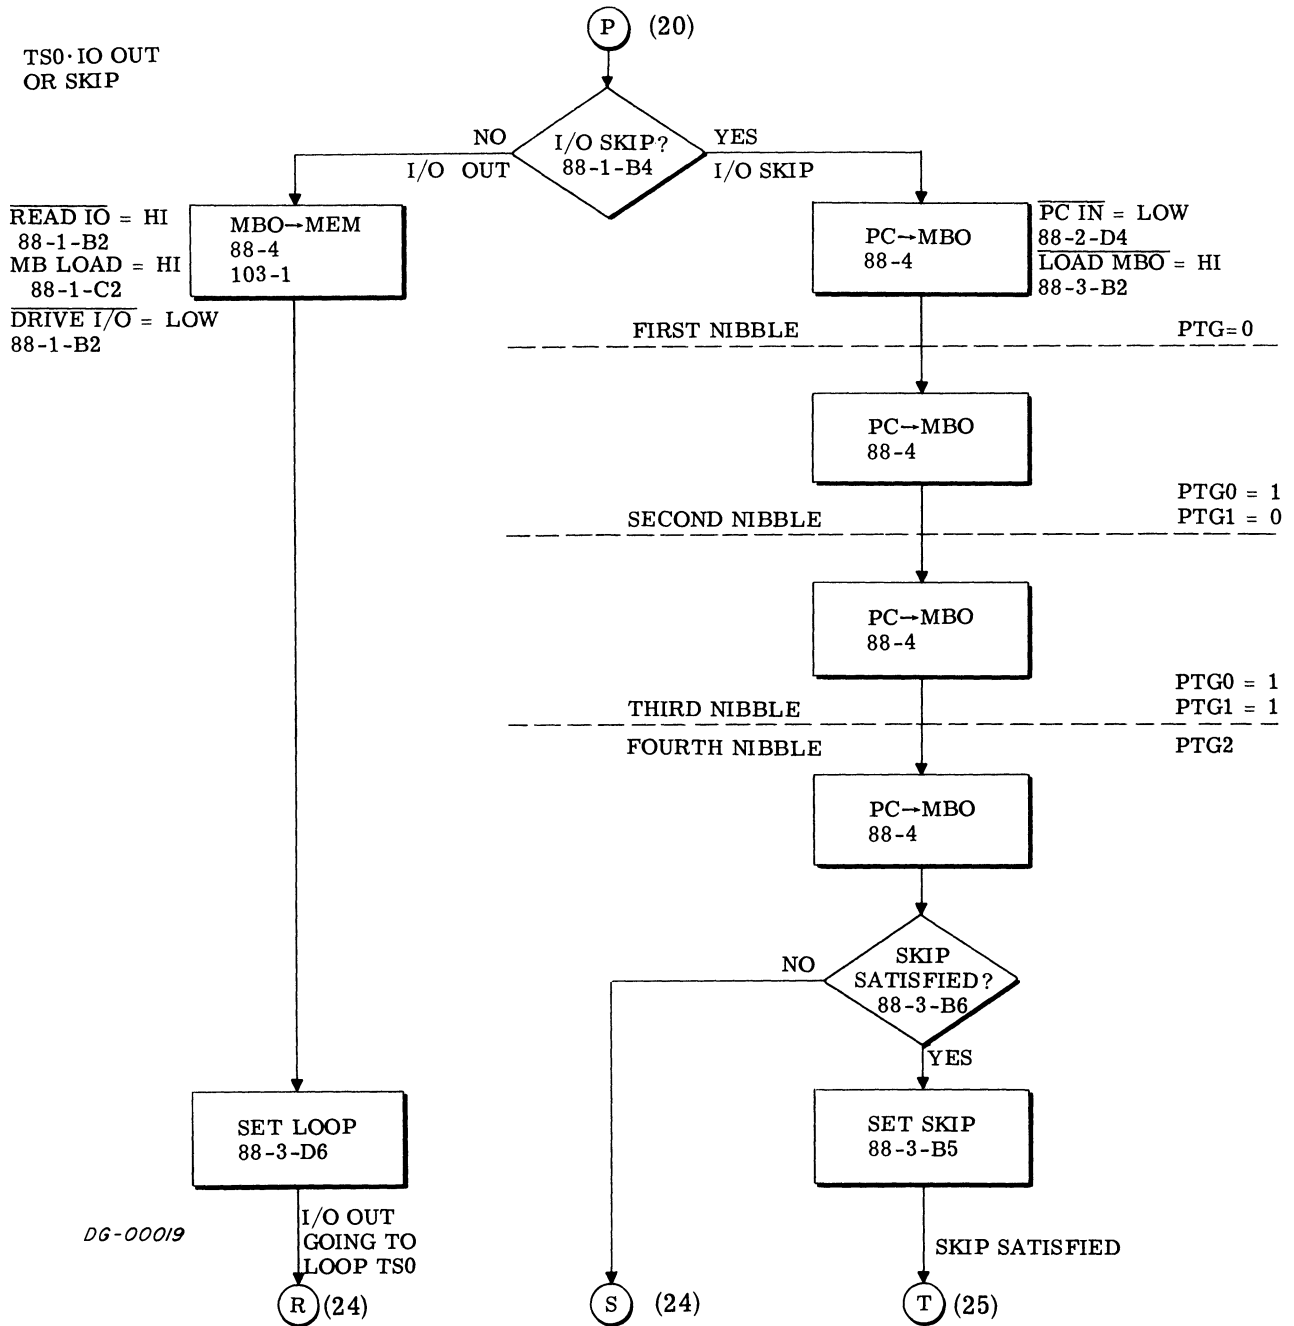 P (20)
TS0·IO OUT
OR SKIP
I/O SKIP?
88-1-B4
NO
I/O OUT
YES
I/O SKIP
READ IO = HI
88-1-B2
MB LOAD = HI
88-1-C2
DRIVE I/O = LOW
88-1-B2
MBO→MEM
88-4
103-1
PC→MBO
88-4
PC IN = LOW
88-2-D4
LOAD MBO = HI
88-3-B2
FIRST NIBBLE PTG=0
PC→MBO
88-4
PTG0 = 1
SECOND NIBBLE PTG1 = 0
PC→MBO
88-4
PTG0 = 1
THIRD NIBBLE PTG1 = 1
FOURTH NIBBLE PTG2
PC→MBO
88-4
NO
SKIP
SATISFIED?
88-3-B6
YES
SET LOOP
88-3-D6
SET SKIP
88-3-B5
DG-00019
I/O OUT
GOING TO
LOOP TS0
SKIP SATISFIED
R (24)
S (24)
T (25)